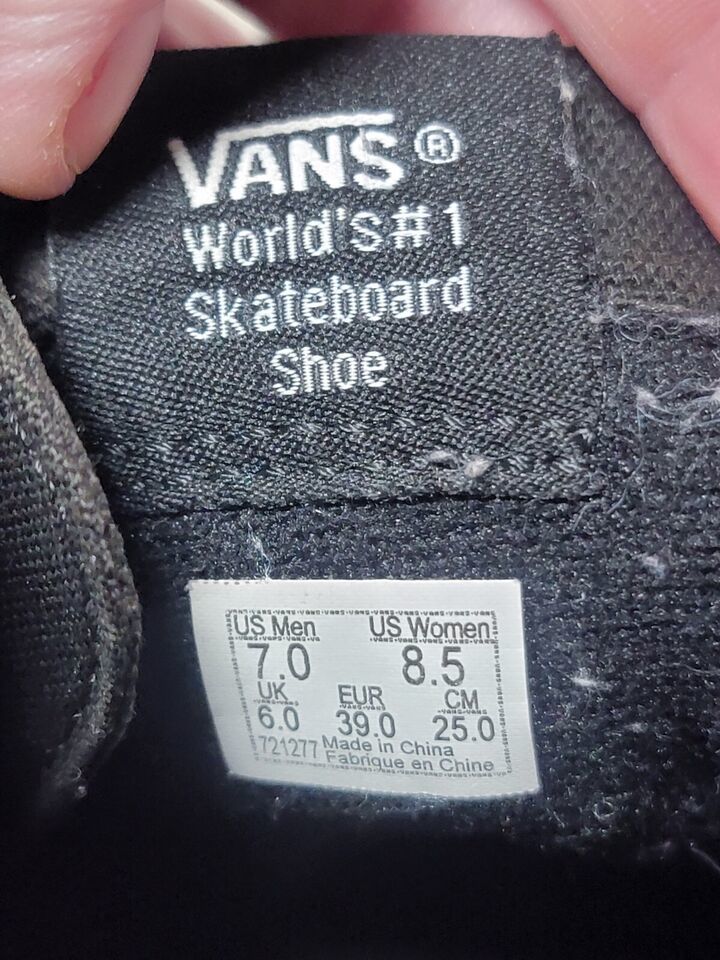 VANS®
World's #1
Skateboard
Shoe
US Men US Women
7.0 8.5
UK EUR CM
6.0 39.0 25.0
721277 Made in China
Fabrique en Chine